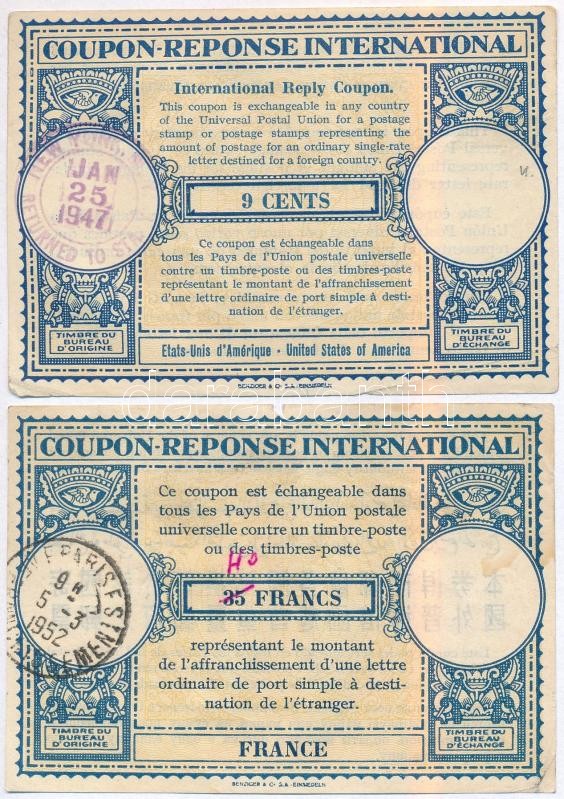 COUPON-REPONSE INTERNATIONAL
International Reply Coupon.
This coupon is exchangeable in any country
of the Universal Postal Union for a postage
stamp or postage stamps representing the
amount of postage for an ordinary single-rate
letter destined for a foreign country.
NEW YORK, N.Y.
JAN
25
1947
RETURNED TO
9 CENTS
Ce coupon est échangeable dans
tous les Pays de l'Union postale universelle
contre un timbre-poste ou des timbres-poste
représentant le montant de l'affranchissement
d'une lettre ordinaire de port simple à desti-
nation de l'étranger.
TIMBRE DU
BUREAU
D'ORIGINE
TIMBRE DU
BUREAU
D'ÉCHANGE
Etats-Unis d'Amérique - United States of America
BENZIGER & Co S.A. EINSIEDELN
darabanth
COUPON-REPONSE INTERNATIONAL
Ce coupon est échangeable dans
tous les Pays de l'Union postale
universelle contre un timbre-poste
ou des timbres-poste
PARIS EST
9H
5-3
1952
35 FRANCS
représentant le montant
de l'affranchissement d'une lettre
ordinaire de port simple à desti-
nation de l'étranger.
TIMBRE DU
BUREAU
D'ORIGINE
TIMBRE DU
BUREAU
D'ÉCHANGE
FRANCE
BENZIGER & Co S.A. EINSIEDELN